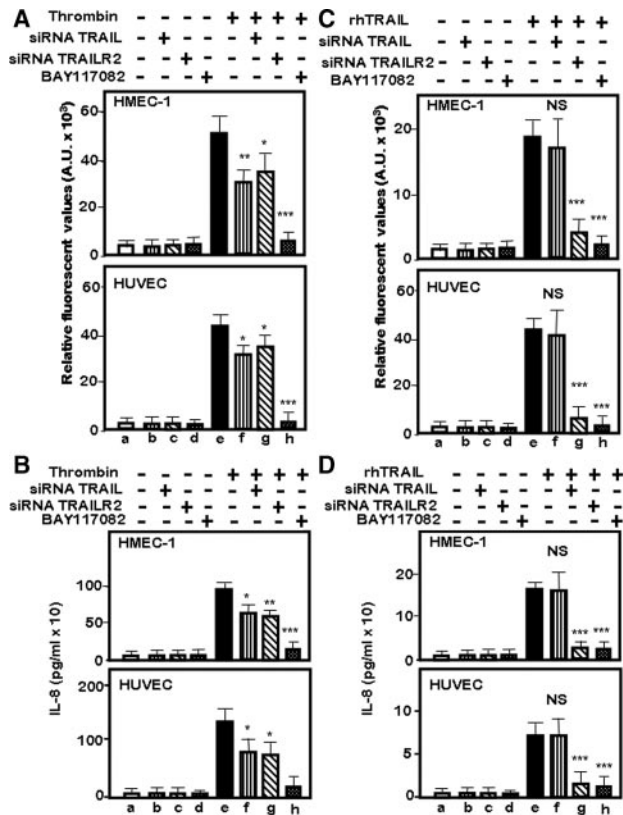 A
Thrombin - - - - + + + +
siRNA TRAIL - + - - - + - -
siRNA TRAILR2 - - + - - - + -
BAY117082 - - - + - - - +
Relative fluorescent values (A.U. x 10³)
HMEC-1
60
40
20
0
** * ***
HUVEC
60
40
20
0
* * ***
a b c d e f g h
B
Thrombin - - - - + + + +
siRNA TRAIL - + - - - + - -
siRNA TRAILR2 - - + - - - + -
BAY117082 - - - + - - - +
IL-8 (pg/ml x 10)
HMEC-1
100
50
0
* ** ***
HUVEC
200
100
0
* *
a b c d e f g h
C
rhTRAIL - - - - + + + +
siRNA TRAIL - + - - - + - -
siRNA TRAILR2 - - + - - - + -
BAY117082 - - - + - - - +
Relative fluorescent values (A.U. x 10³)
HMEC-1
20
10
0
NS *** ***
HUVEC
60
40
20
0
NS *** ***
a b c d e f g h
D
rhTRAIL - - - - + + + +
siRNA TRAIL - + - - - + - -
siRNA TRAILR2 - - + - - - + -
BAY117082 - - - + - - - +
IL-8 (pg/ml x 10)
HMEC-1
20
10
0
NS *** ***
HUVEC
10
5
0
NS *** ***
a b c d e f g h